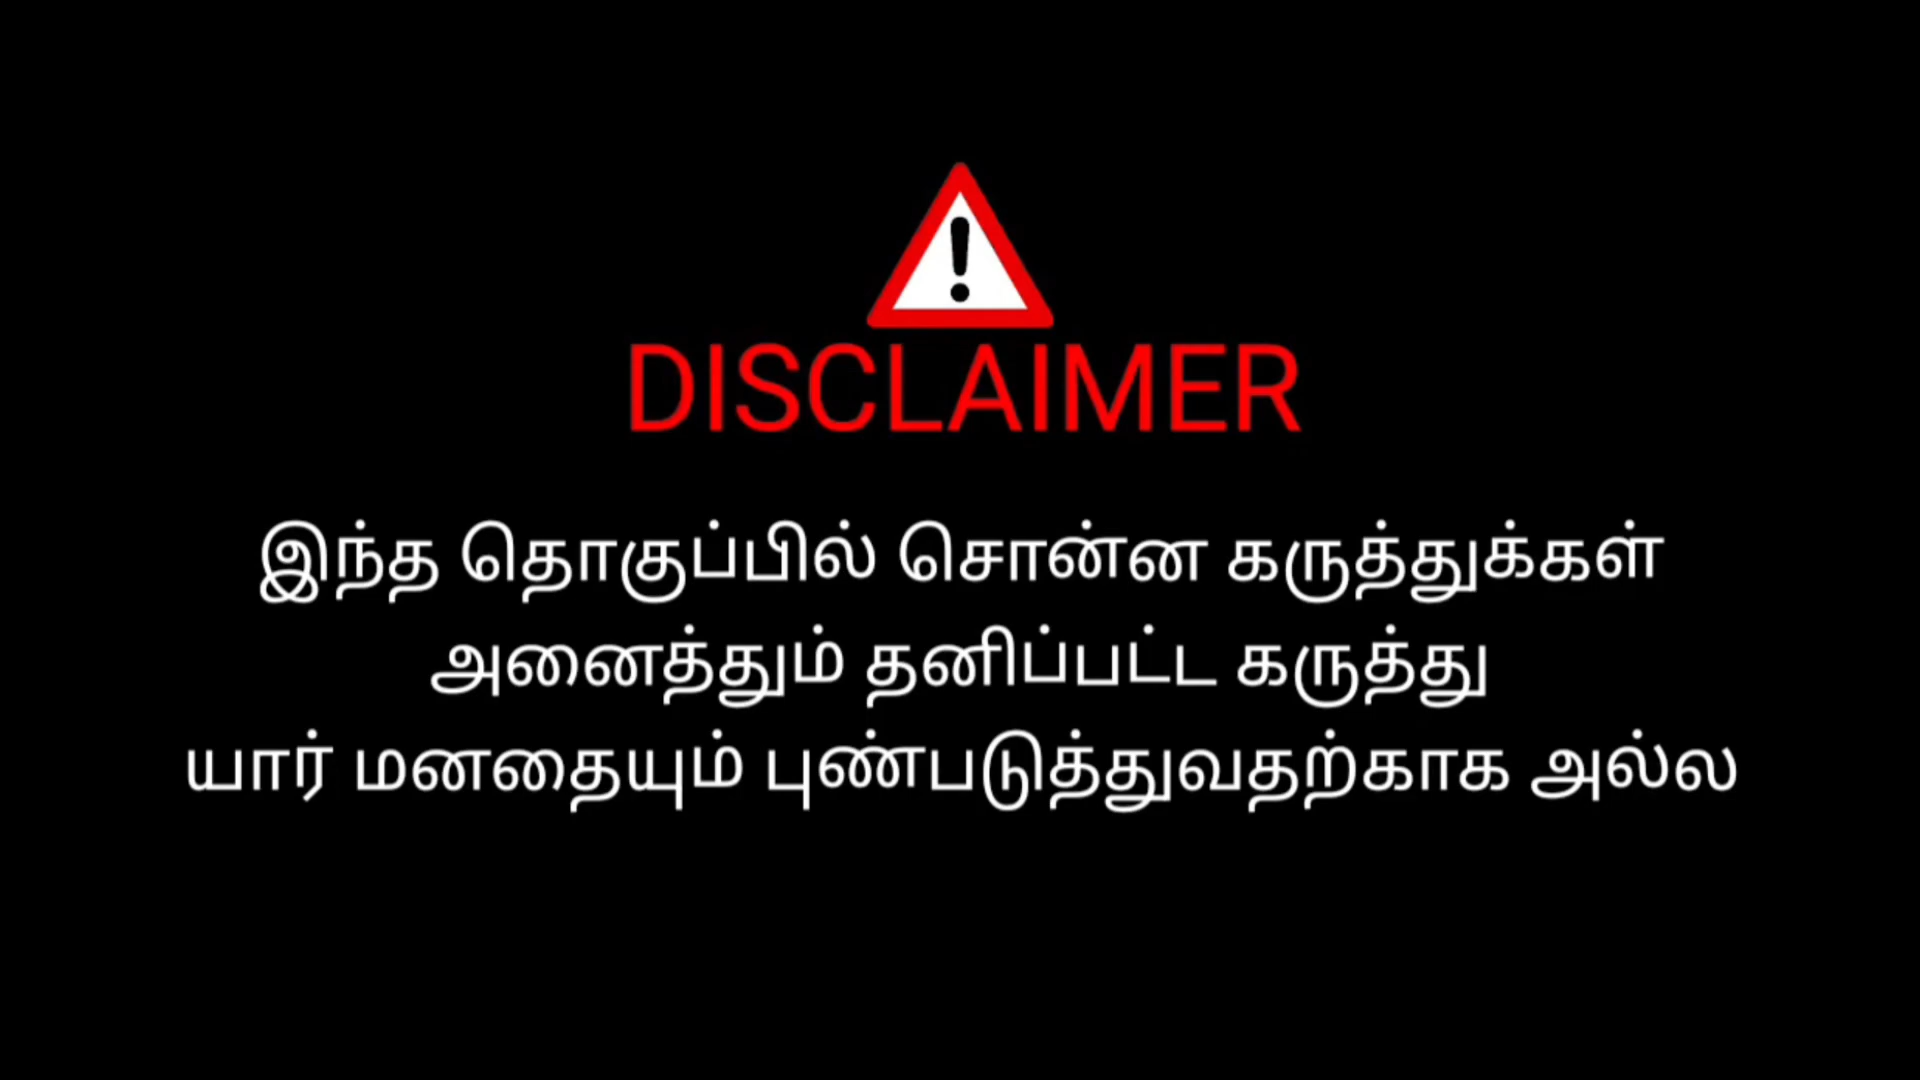 DISCLAIMER
இந்த தொகுப்பில் சொன்ன கருத்துக்கள்
அனைத்தும் தனிப்பட்ட கருத்து
யார் மனதையும் புண்படுத்துவதற்காக அல்ல